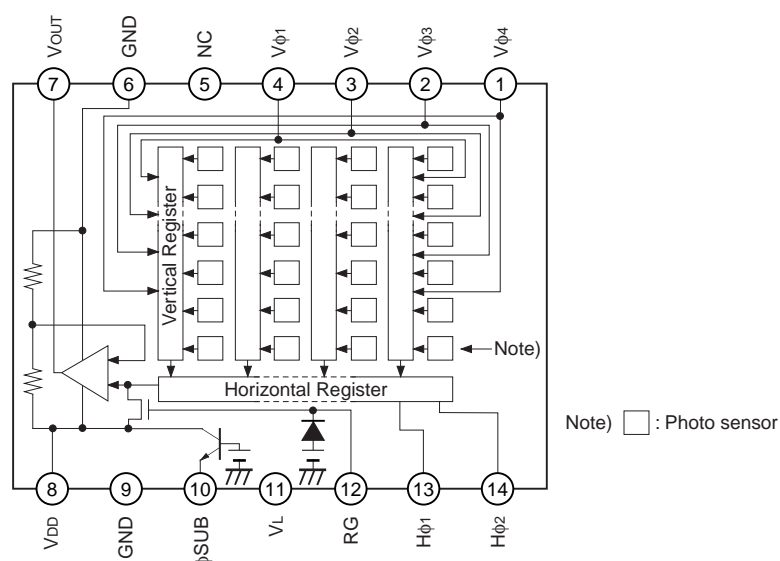 VOUT
GND
NC
Vϕ1
Vϕ2
Vϕ3
Vϕ4
7
6
5
4
3
2
1
Vertical Register
Note)
Horizontal Register
Note) : Photo sensor
8
9
10
11
12
13
14
VDD
GND
ϕSUB
VL
RG
Hϕ1
Hϕ2